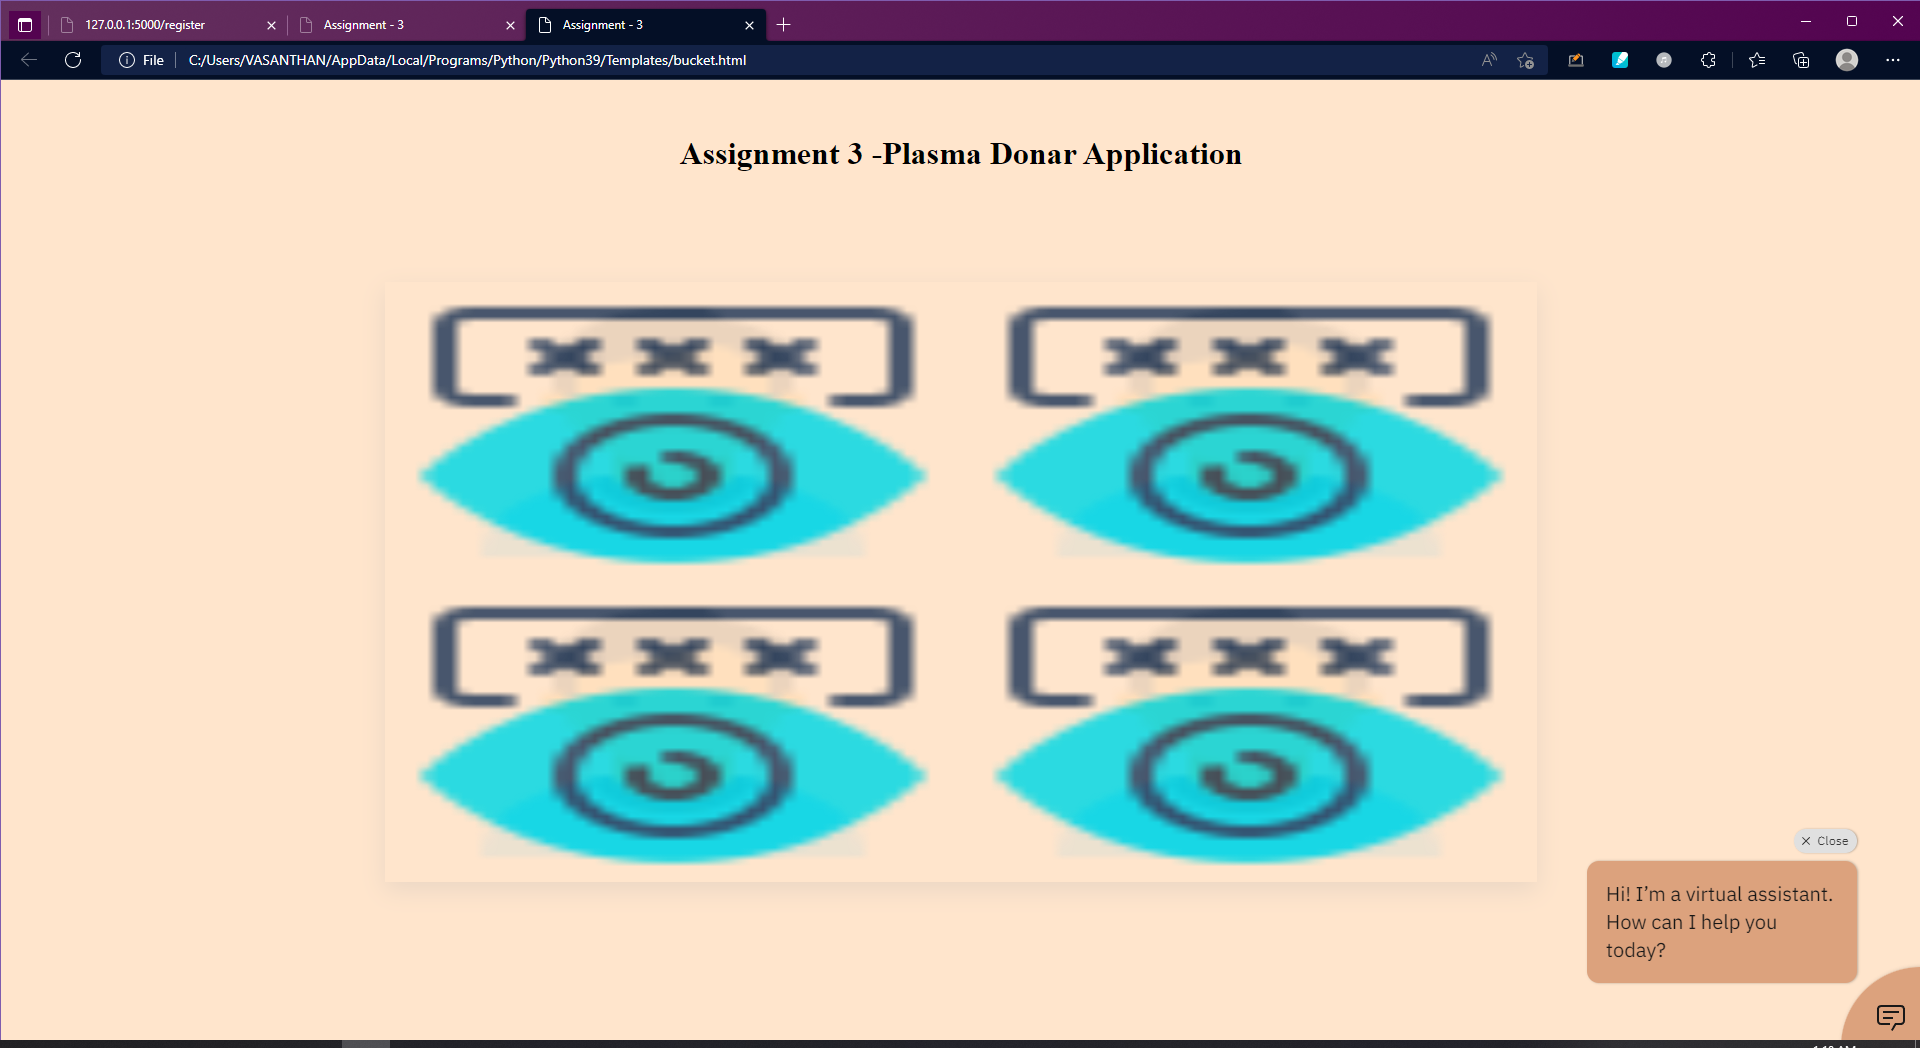 127.0.0.1:5000/register
Assignment - 3
Assignment - 3
File
C:/Users/VASANTHAN/AppData/Local/Programs/Python/Python39/Templates/bucket.html
Assignment 3 -Plasma Donar Application
Close
Hi! I’m a virtual assistant.
How can I help you
today?